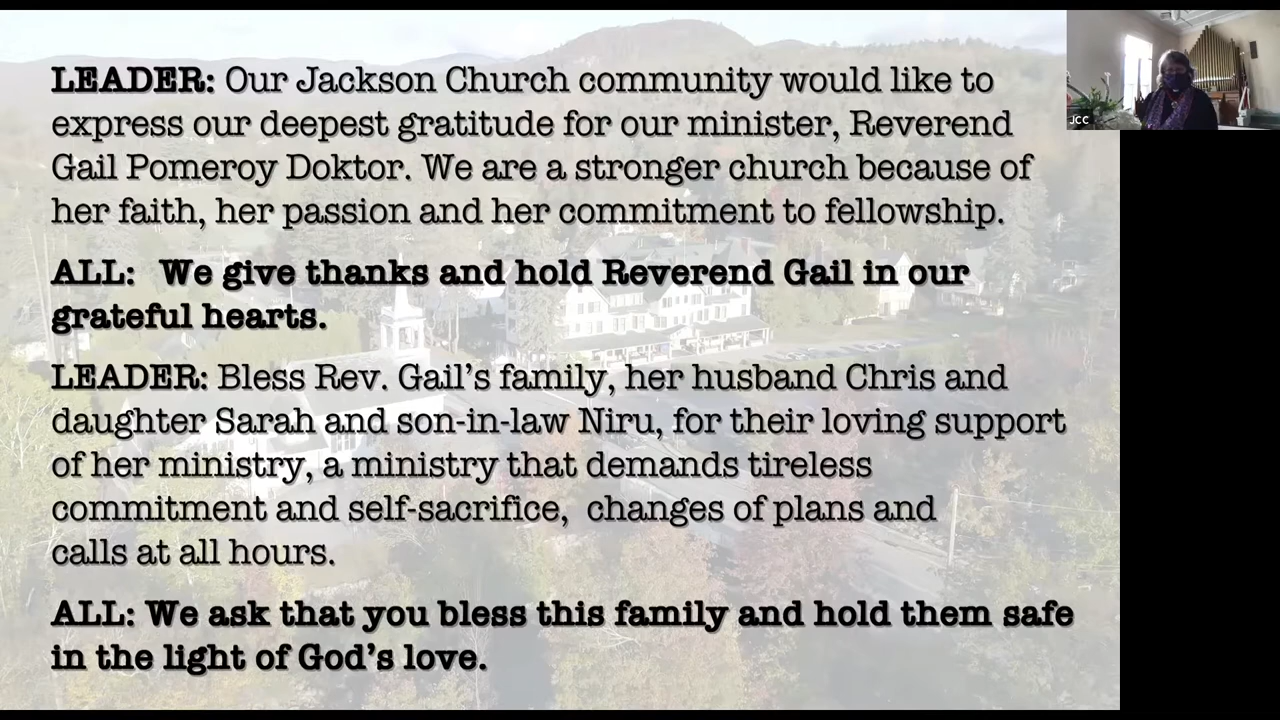 LEADER: Our Jackson Church community would like to
express our deepest gratitude for our minister, Reverend
Gail Pomeroy Doktor. We are a stronger church because of
her faith, her passion and her commitment to fellowship.
ALL: We give thanks and hold Reverend Gail in our
grateful hearts.
LEADER: Bless Rev. Gail's family, her husband Chris and
daughter Sarah and son-in-law Niru, for their loving support
of her ministry, a ministry that demands tireless
commitment and self-sacrifice, changes of plans and
calls at all hours.
ALL: We ask that you bless this family and hold them safe
in the light of God's love.
JCC